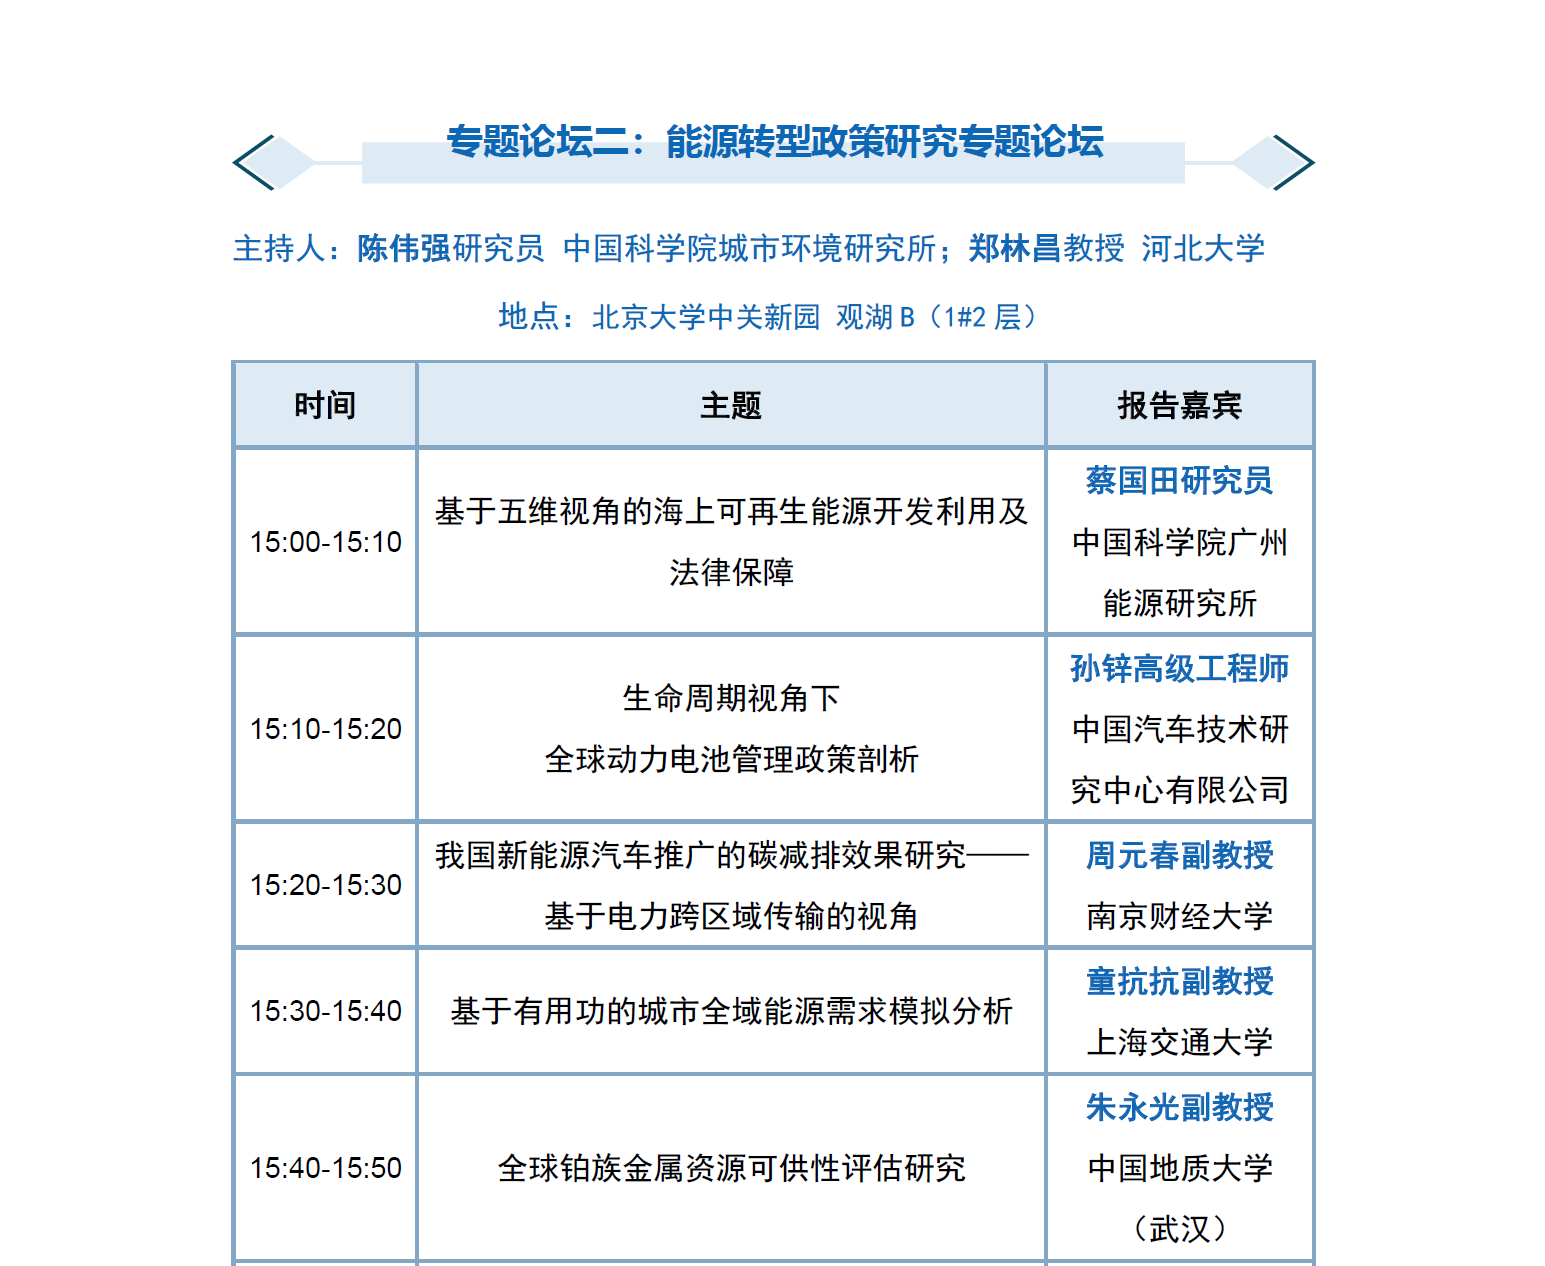 专题论坛二：能源转型政策研究专题论坛
主持人：陈伟强研究员 中国科学院城市环境研究所；郑林昌教授 河北大学
地点：北京大学中关新园 观湖 B（1#2 层）
时间 主题 报告嘉宾
15:00-15:10
基于五维视角的海上可再生能源开发利用及
法律保障
蔡国田研究员
中国科学院广州
能源研究所
15:10-15:20
生命周期视角下
全球动力电池管理政策剖析
孙锌高级工程师
中国汽车技术研
究中心有限公司
15:20-15:30
我国新能源汽车推广的碳减排效果研究——
基于电力跨区域传输的视角
周元春副教授
南京财经大学
15:30-15:40
基于有用功的城市全域能源需求模拟分析
童抗抗副教授
上海交通大学
15:40-15:50
全球铂族金属资源可供性评估研究
朱永光副教授
中国地质大学
（武汉）